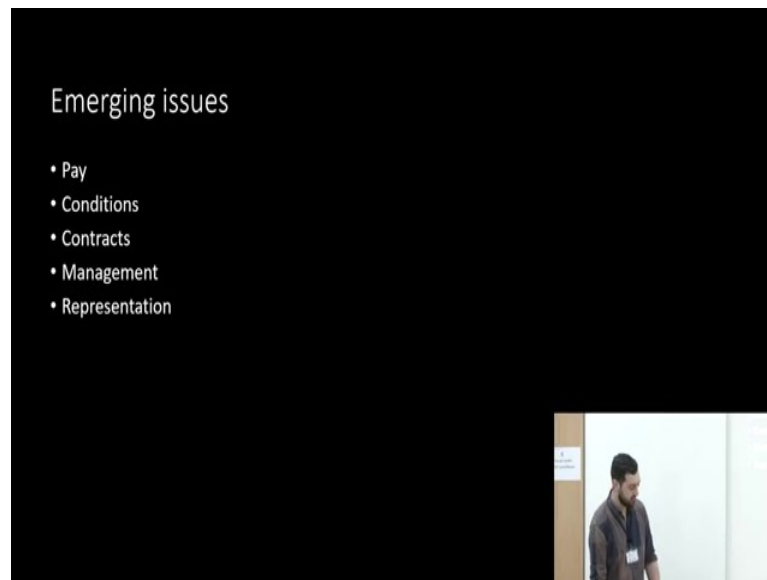 Emerging issues
• Pay
• Conditions
• Contracts
• Management
• Representation